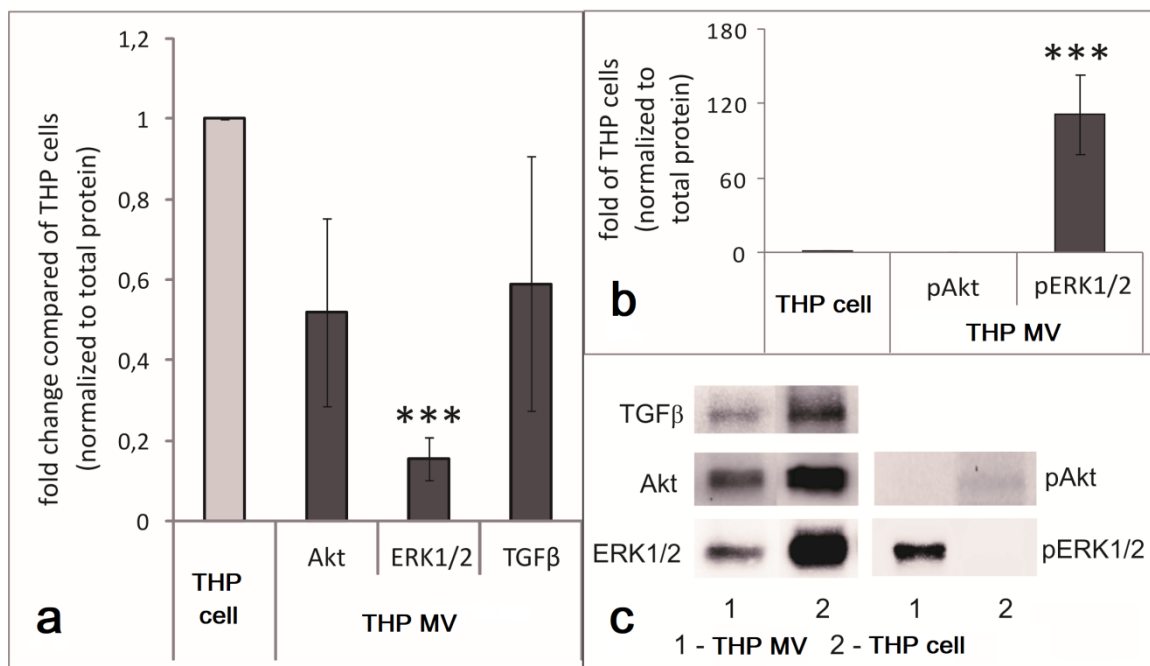 fold change compared of THP cells
(normalized to total protein)
1,2
1
0,8
0,6
0,4
0,2
0
***
Akt
ERK1/2
TGFβ
THP
cell
THP MV
a
fold of THP cells
(normalized to
total protein)
180
120
60
0
***
pAkt
pERK1/2
THP cell
THP MV
b
TGFβ
Akt
pAkt
ERK1/2
pERK1/2
1 2 1 2
1 - THP MV 2 - THP cell
c